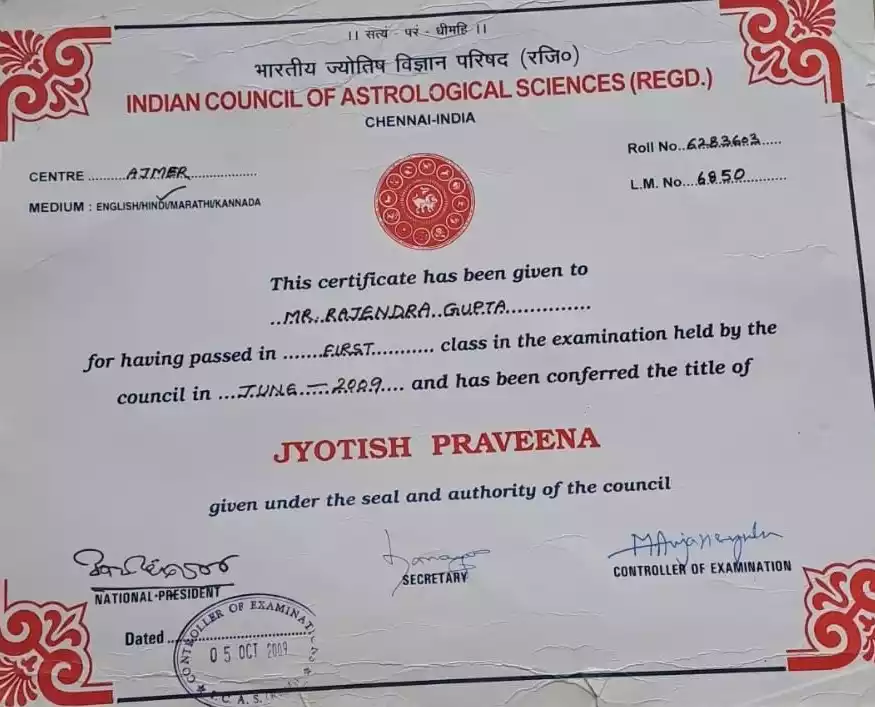 ।। सत्यं - परं - धीमहि ।।
भारतीय ज्योतिष विज्ञान परिषद (रजि०)
INDIAN COUNCIL OF ASTROLOGICAL SCIENCES (REGD.)
CHENNAI-INDIA
Roll No..6283603.....
CENTRE .........AJMER.................
L.M. No....6850..........
MEDIUM : ENGLISH/HINDI/MARATHI/KANNADA
This certificate has been given to
..MR..RAJENDRA..GUPTA..............
for having passed in .......FIRST........... class in the examination held by the
council in ...JUNE.–..2009.... and has been conferred the title of
JYOTISH PRAVEENA
given under the seal and authority of the council
NATIONAL-PRESIDENT
SECRETARY
CONTROLLER OF EXAMINATION
Dated ..........................
CONTROLLER OF EXAMINAT
05 OCT 2009
I.C.A.S.